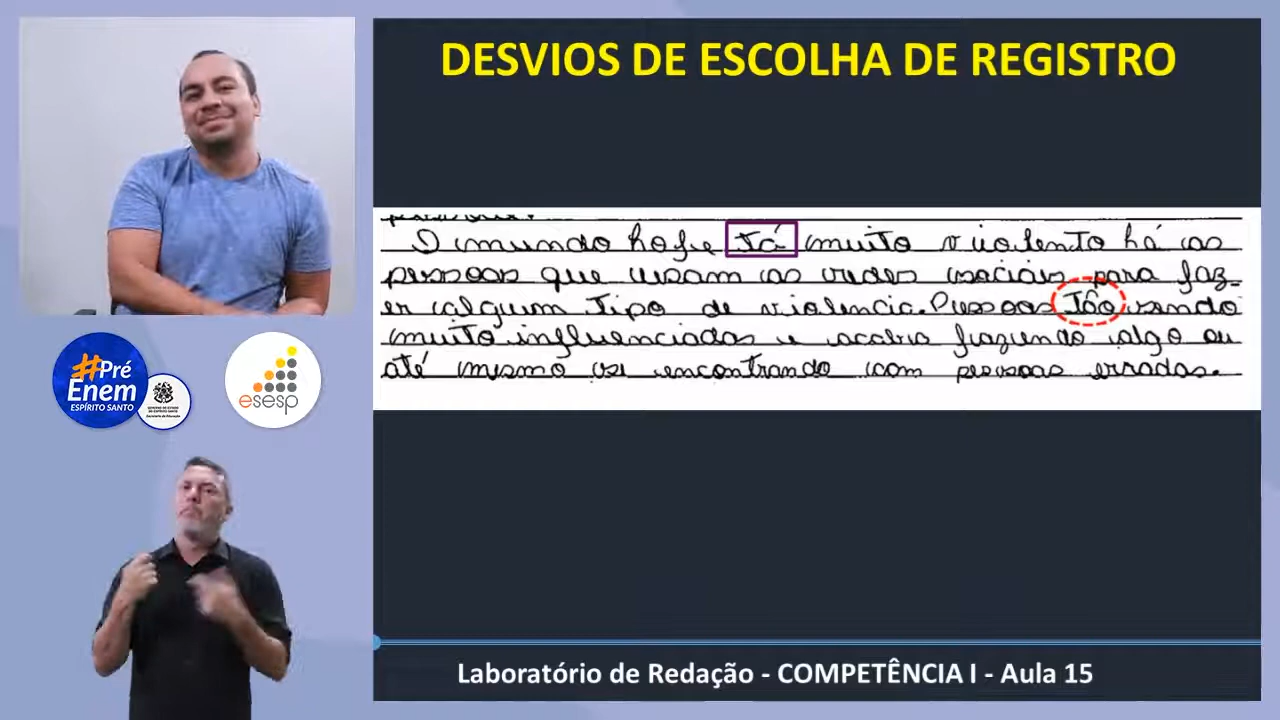 DESVIOS DE ESCOLHA DE REGISTRO
O mundo hoje tá muito violento há as
pessoas que usam as redes sociais para faz-
er algum tipo de violencia. Pessoas tão sendo
muito influenciadas e acaba fazendo algo ou
até mesmo se encontrando com pessoas erradas.
#Pré
Enem
ESPÍRITO SANTO
esesp
Laboratório de Redação - COMPETÊNCIA I - Aula 15